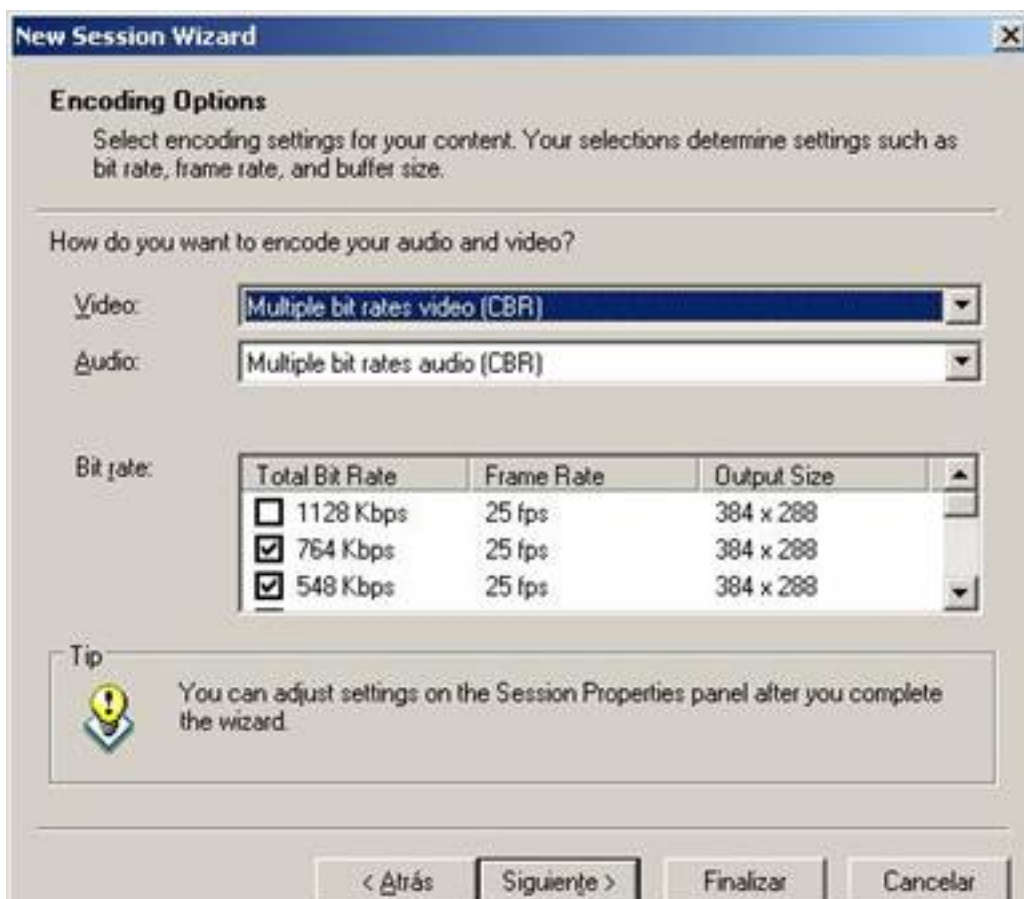 New Session Wizard
Encoding Options
Select encoding settings for your content. Your selections determine settings such as
bit rate, frame rate, and buffer size.
How do you want to encode your audio and video?
Video: Multiple bit rates video (CBR)
Audio: Multiple bit rates audio (CBR)
Bit rate: Total Bit Rate Frame Rate Output Size
1128 Kbps 25 fps 384 x 288
764 Kbps 25 fps 384 x 288
548 Kbps 25 fps 384 x 288
Tip
You can adjust settings on the Session Properties panel after you complete
the wizard.
< Atrás Siguiente > Finalizar Cancelar